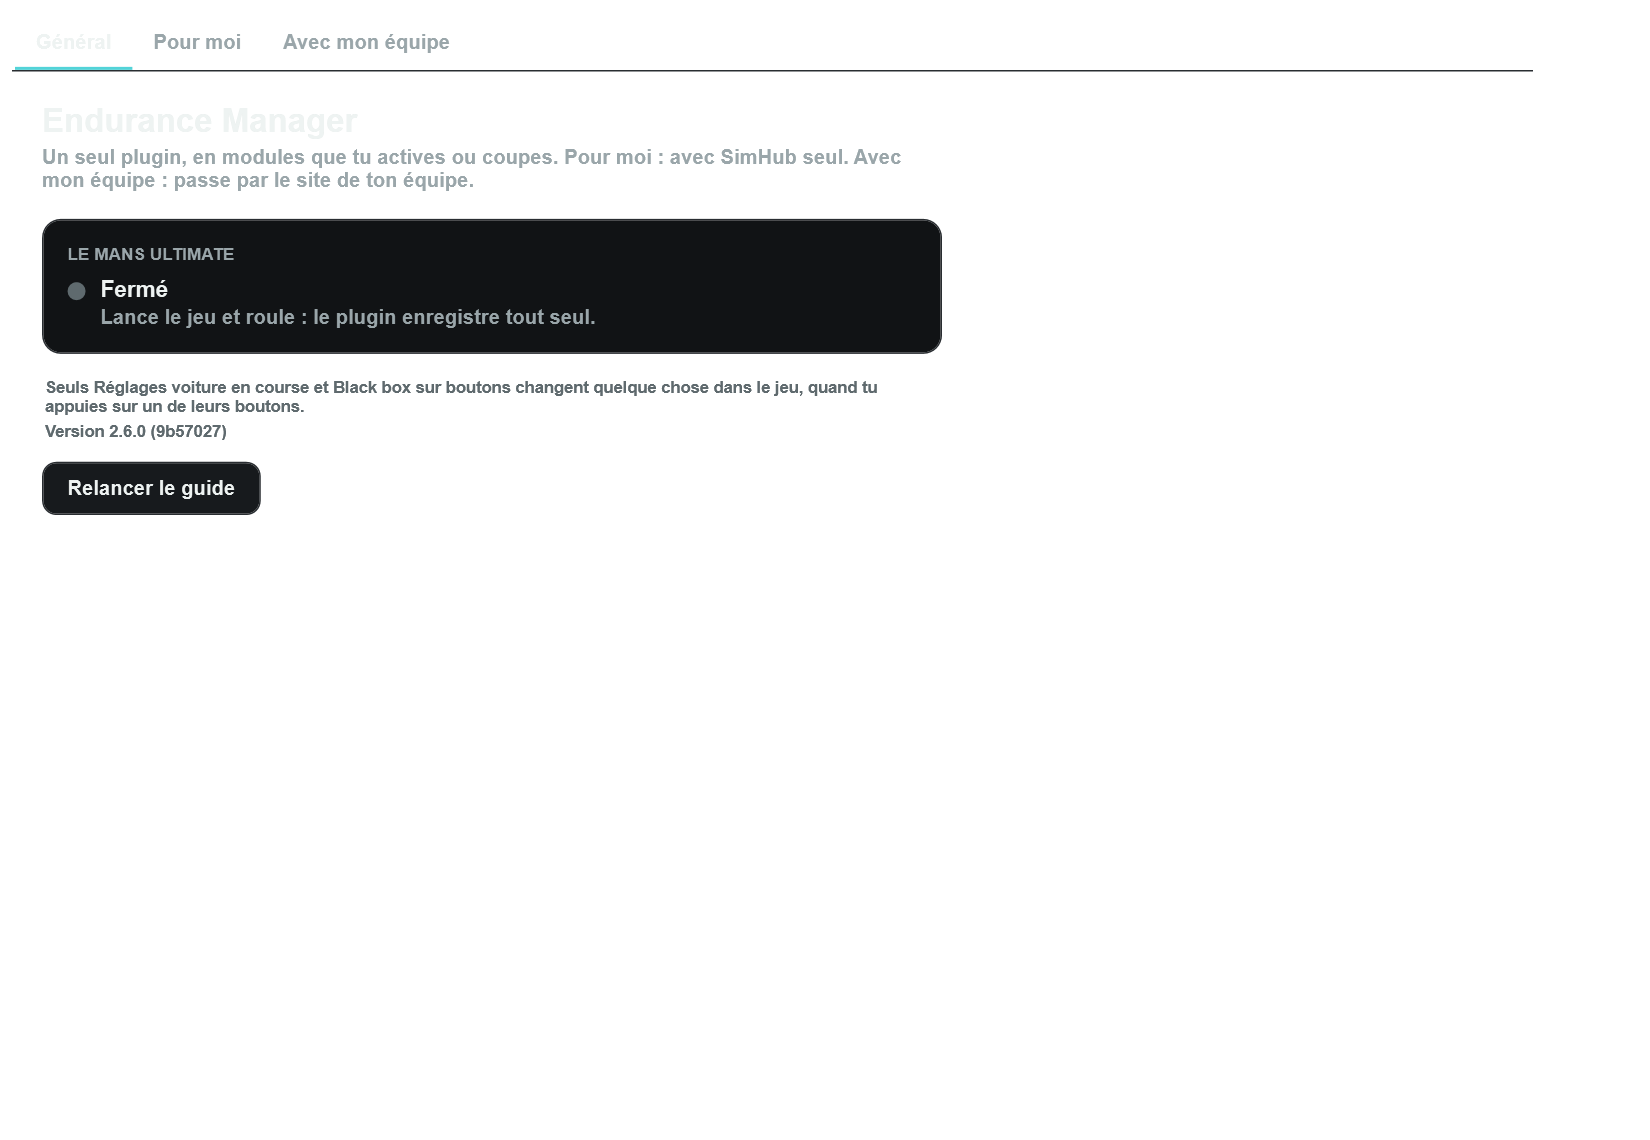 Général
Pour moi
Avec mon équipe
Endurance Manager
Un seul plugin, en modules que tu actives ou coupes. Pour moi : avec SimHub seul. Avec
mon équipe : passe par le site de ton équipe.
LE MANS ULTIMATE
Fermé
Lance le jeu et roule : le plugin enregistre tout seul.
Seuls Réglages voiture en course et Black box sur boutons changent quelque chose dans le jeu, quand tu
appuies sur un de leurs boutons.
Version 2.6.0 (9b57027)
Relancer le guide